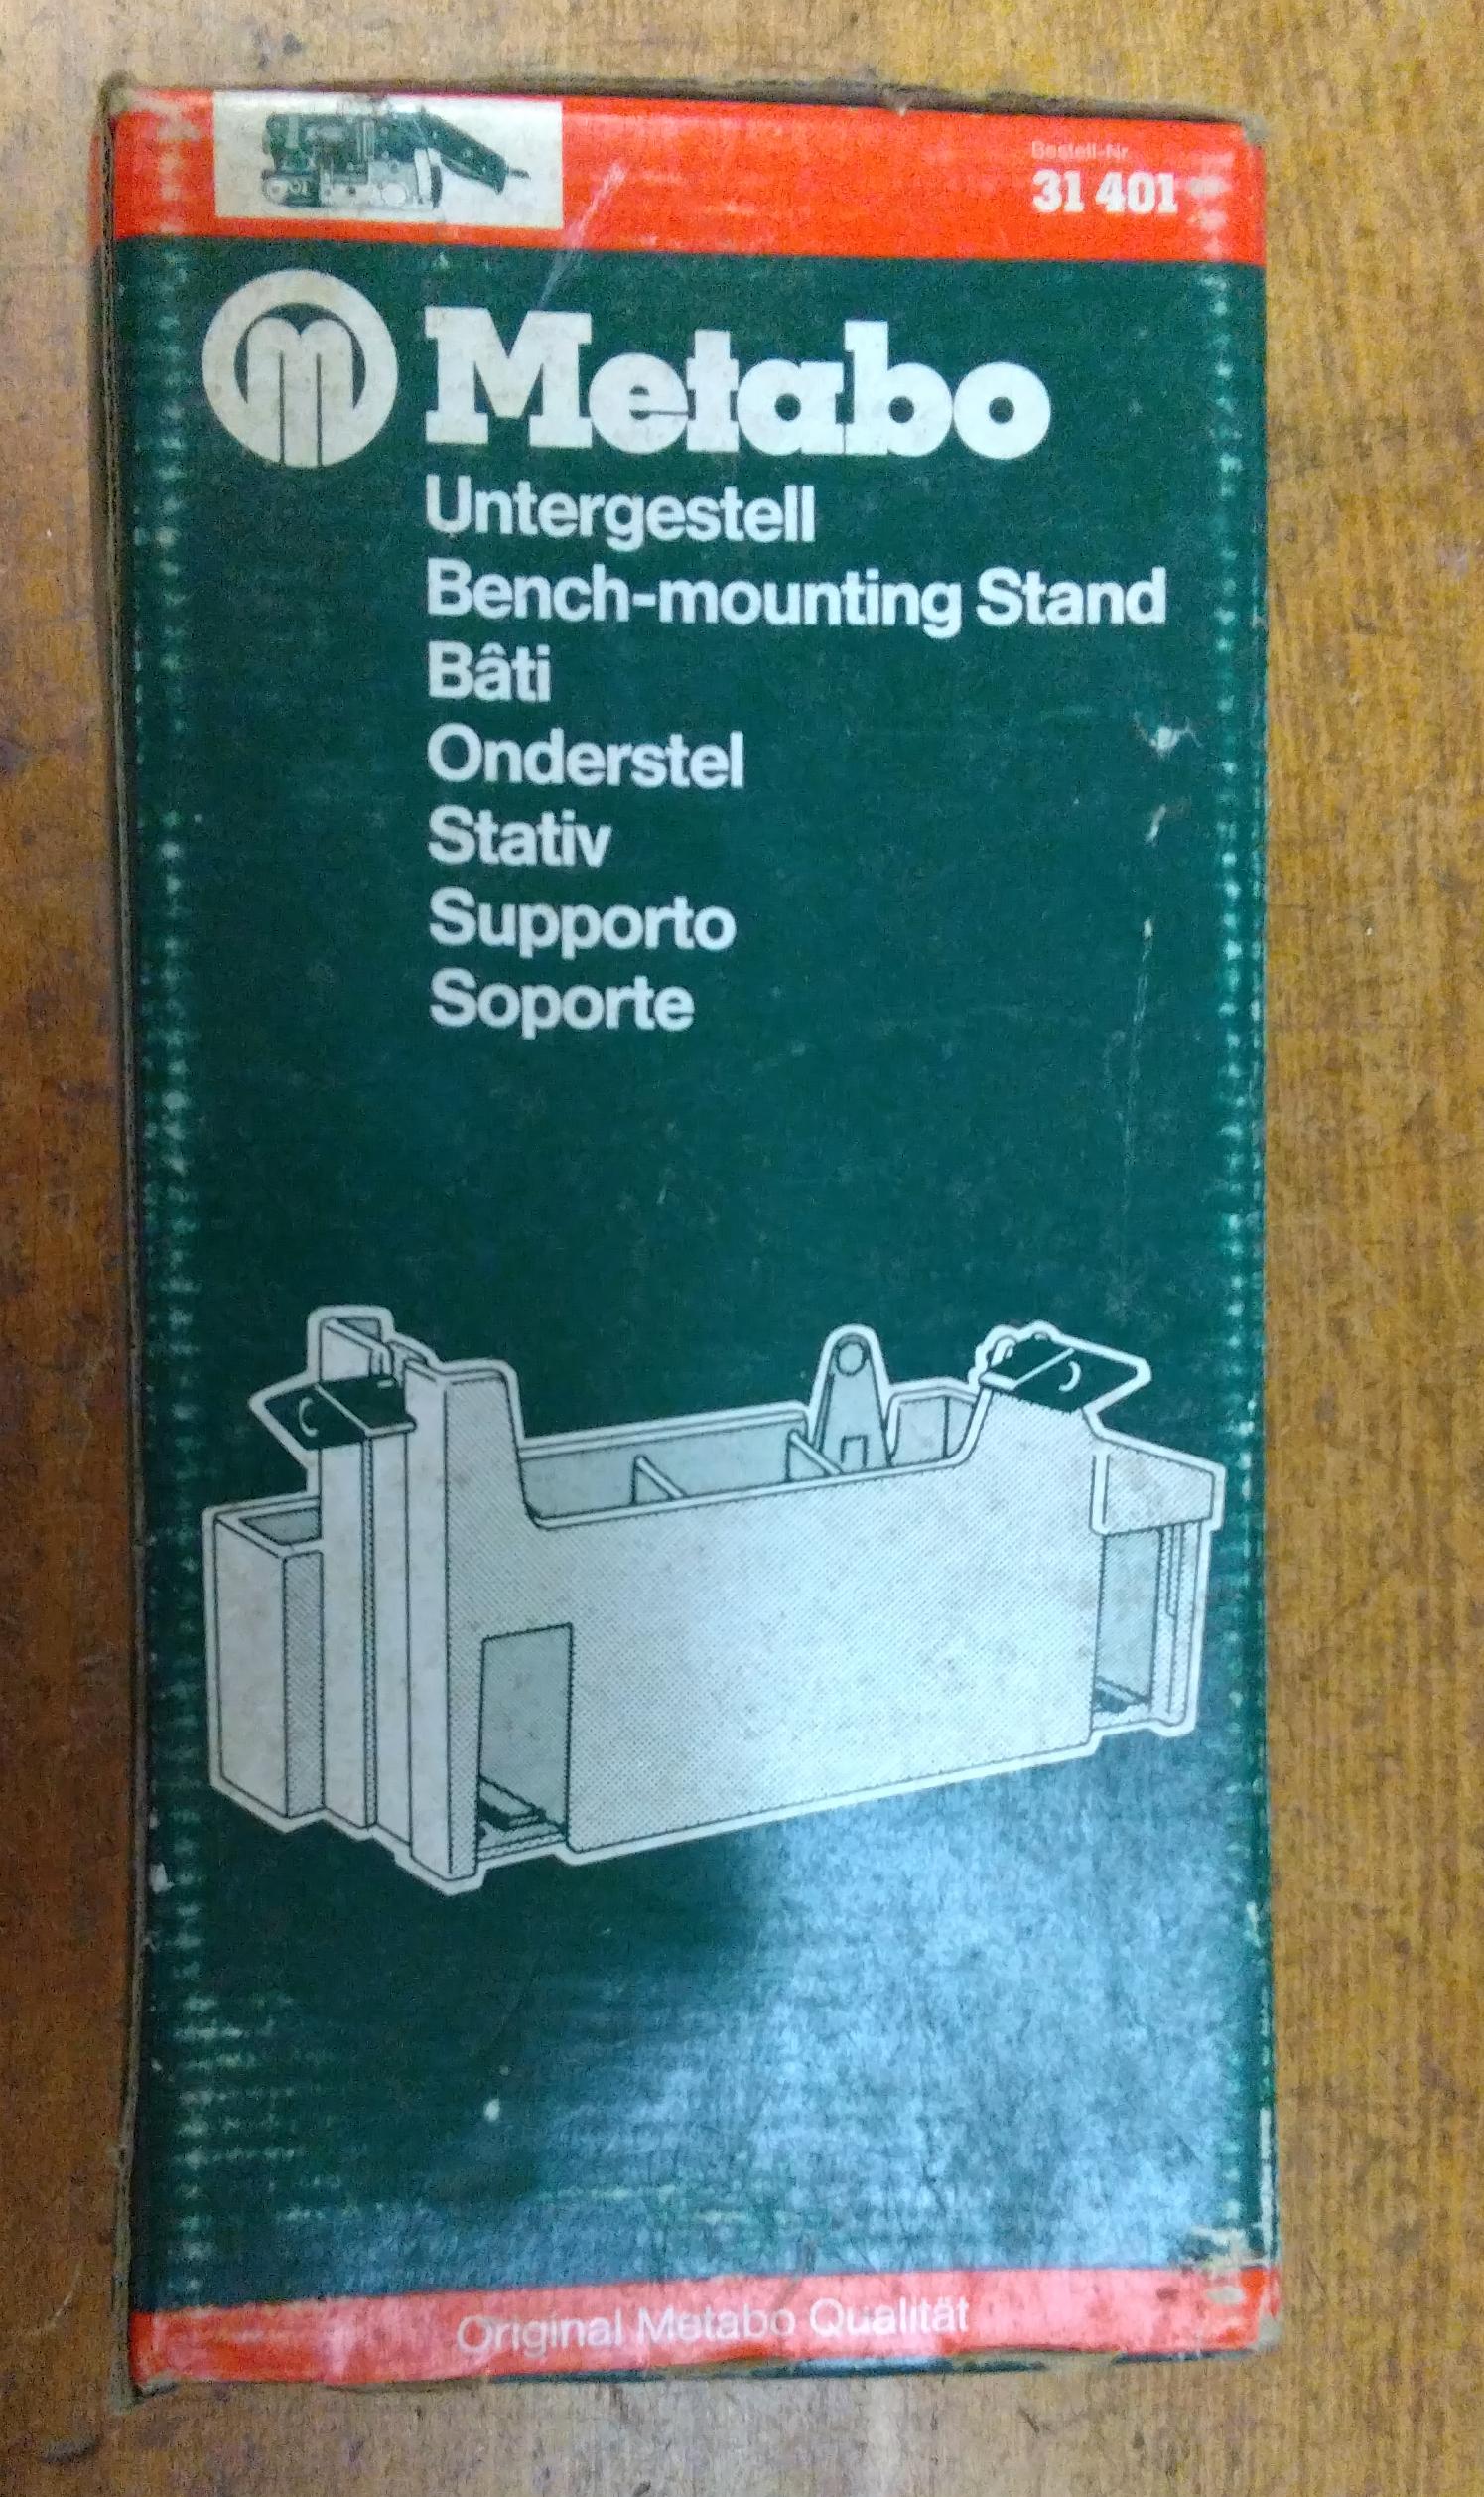 Bestell-Nr.
31 401
Metabo
Untergestell
Bench-mounting Stand
Bâti
Onderstel
Stativ
Supporto
Soporte
Original Metabo Qualität